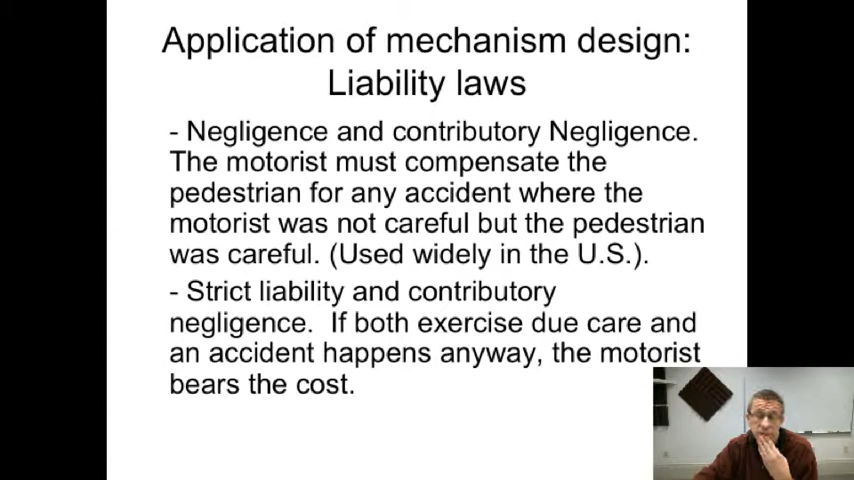 Application of mechanism design:
Liability laws
- Negligence and contributory Negligence.
The motorist must compensate the
pedestrian for any accident where the
motorist was not careful but the pedestrian
was careful. (Used widely in the U.S.).
- Strict liability and contributory
negligence.  If both exercise due care and
an accident happens anyway, the motorist
bears the cost.